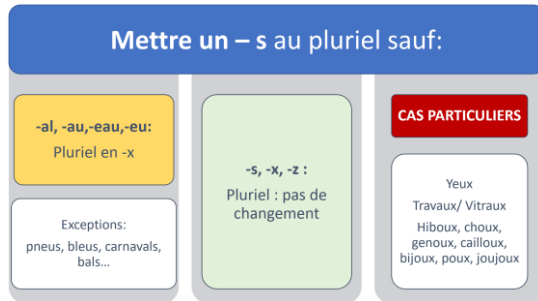 Mettre un – s au pluriel sauf:
-al, -au,-eau,-eu:
Pluriel en -x
Exceptions:
pneus, bleus, carnavals,
bals...
-s, -x, -z :
Pluriel : pas de
changement
CAS PARTICULIERS
Yeux
Travaux/ Vitraux
Hiboux, choux,
genoux, cailloux,
bijoux, poux, joujoux